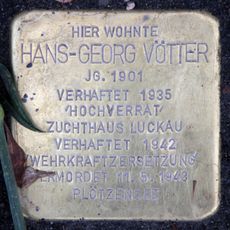 HIER WOHNTE
HANS-GEORG VÖTTER
JG. 1901
VERHAFTET 1935
'HOCHVERRAT'
ZUCHTHAUS LUCKAU
VERHAFTET 1942
'WEHRKRAFTZERSETZUNG'
ERMORDET 11.5.1943
PLÖTZENSEE